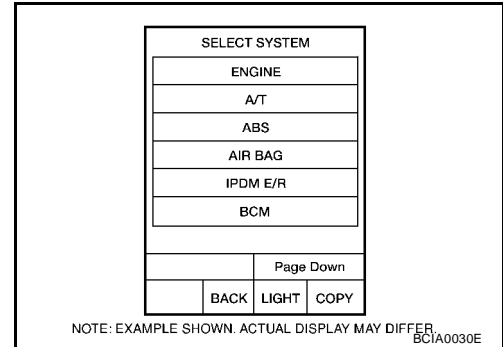 SELECT SYSTEM
ENGINE
A/T
ABS
AIR BAG
IPDM E/R
BCM
Page Down
BACK LIGHT COPY
NOTE: EXAMPLE SHOWN. ACTUAL DISPLAY MAY DIFFER.
BCIA0030E